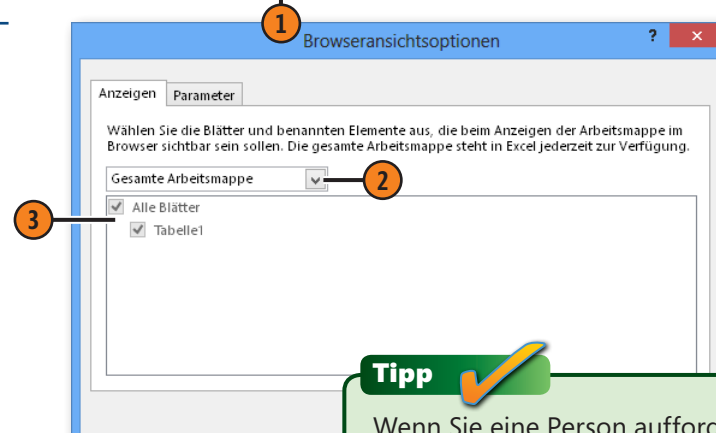 1
Browseransichtsoptionen ? ×
Anzeigen Parameter
Wählen Sie die Blätter und benannten Elemente aus, die beim Anzeigen der Arbeitsmappe im
Browser sichtbar sein sollen. Die gesamte Arbeitsmappe steht in Excel jederzeit zur Verfügung.
Gesamte Arbeitsmappe 2
3 Alle Blätter
Tabelle1
Tipp
Wenn Sie eine Person aufford